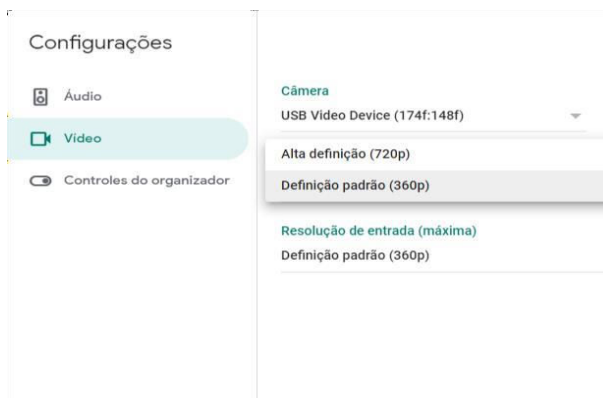 Configurações
Áudio
Vídeo
Controles do organizador
Câmera
USB Video Device (174f:148f)
Alta definição (720p)
Definição padrão (360p)
Resolução de entrada (máxima)
Definição padrão (360p)